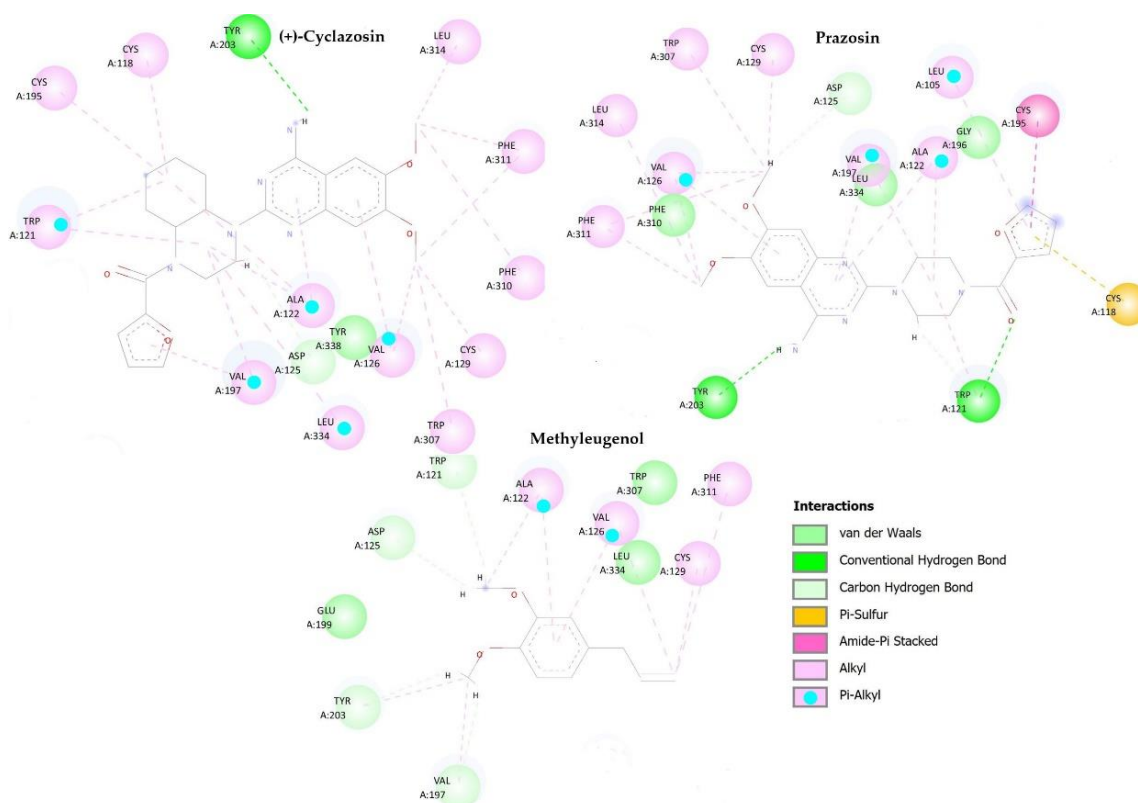 (+)-Cyclazosin
TYR
A:203
LEU
A:314
CYS
A:118
CYS
A:195
H
N
N
N
N
O
O
PHE
A:311
TRP
A:121
N
H
O
N
O
PHE
A:310
ALA
A:122
TYR
A:338
ASP
A:125
VAL
A:126
CYS
A:129
VAL
A:197
LEU
A:334
TRP
A:307
Prazosin
TRP
A:307
CYS
A:129
LEU
A:105
ASP
A:125
CYS
A:195
LEU
A:314
GLY
A:196
VAL
A:197
ALA
A:122
VAL
A:126
LEU
A:334
H
PHE
A:310
O
O
PHE
A:311
O
N
N
N
N
O
CYS
A:118
H
H
N
TYR
A:203
TRP
A:121
Methyleugenol
TRP
A:121
ALA
A:122
TRP
A:307
PHE
A:311
ASP
A:125
VAL
A:126
LEU
A:334
CYS
A:129
H
H
O
GLU
A:199
O
H
H
TYR
A:203
VAL
A:197
Interactions
van der Waals
Conventional Hydrogen Bond
Carbon Hydrogen Bond
Pi-Sulfur
Amide-Pi Stacked
Alkyl
Pi-Alkyl